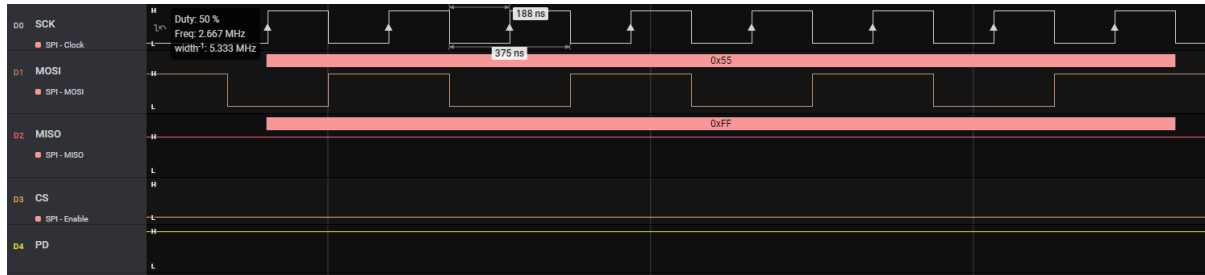 D0 SCK
SPI - Clock
H
L
Duty: 50 %
Freq: 2.667 MHz
width-1: 5.333 MHz
188 ns
375 ns
D1 MOSI
SPI - MOSI
H
L
0x55
D2 MISO
SPI - MISO
H
L
0xFF
D3 CS
SPI - Enable
H
L
D4 PD
H
L